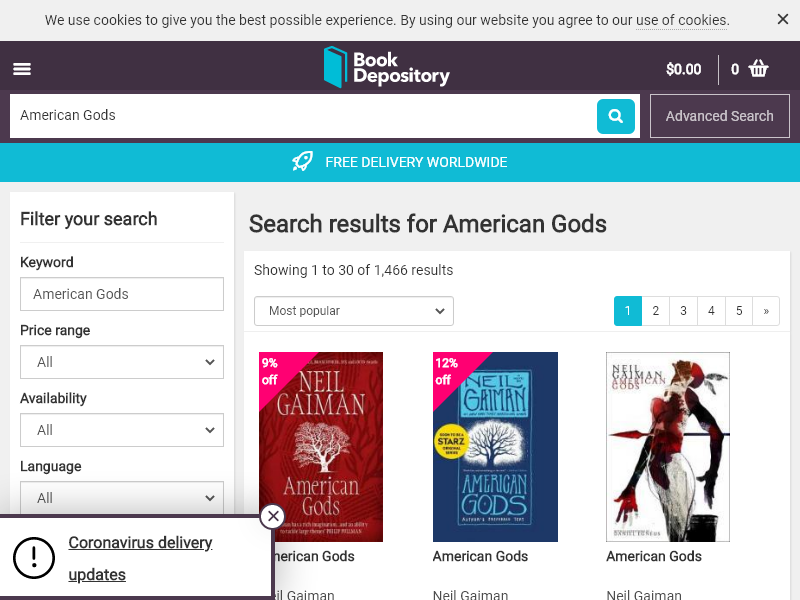 We use cookies to give you the best possible experience. By using our website you agree to our use of cookies.
Book
Depository
$0.00
0
American Gods
Advanced Search
FREE DELIVERY WORLDWIDE
Filter your search
Keyword
American Gods
Price range
All
Availability
All
Language
All
Coronavirus delivery
updates
Search results for American Gods
Showing 1 to 30 of 1,466 results
Most popular
1 2 3 4 5 »
9%
off
NEIL
GAIMAN
American
Gods
12%
off
NEIL
GAIMAN
STARZ
AMERICAN
GODS
AUTHOR'S PREFERRED TEXT
NEIL
GAIMAN
AMERICAN
GODS
merican Gods
American Gods
American Gods
il Gaiman
Neil Gaiman
Neil Gaiman